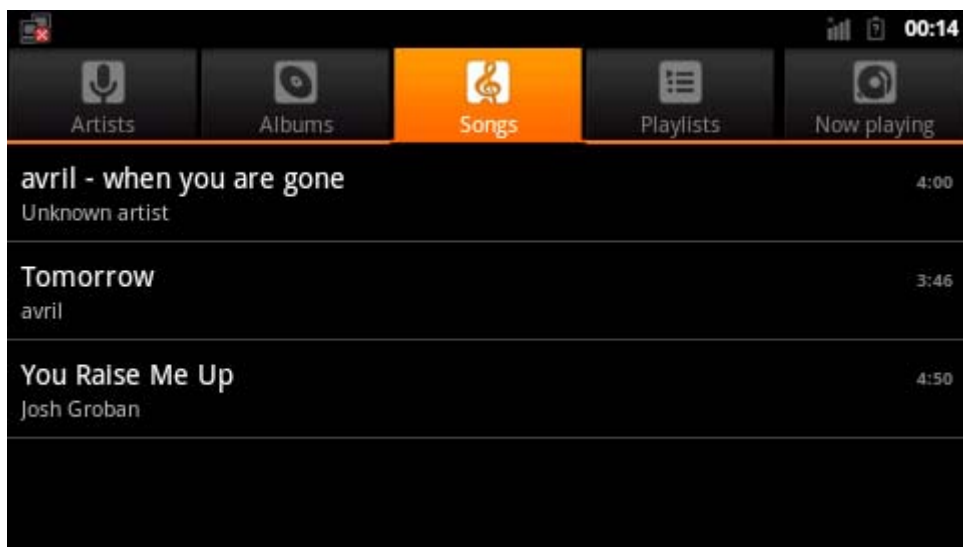 00:14
Artists Albums Songs Playlists Now playing
avril - when you are gone 4:00
Unknown artist
Tomorrow 3:46
avril
You Raise Me Up 4:50
Josh Groban